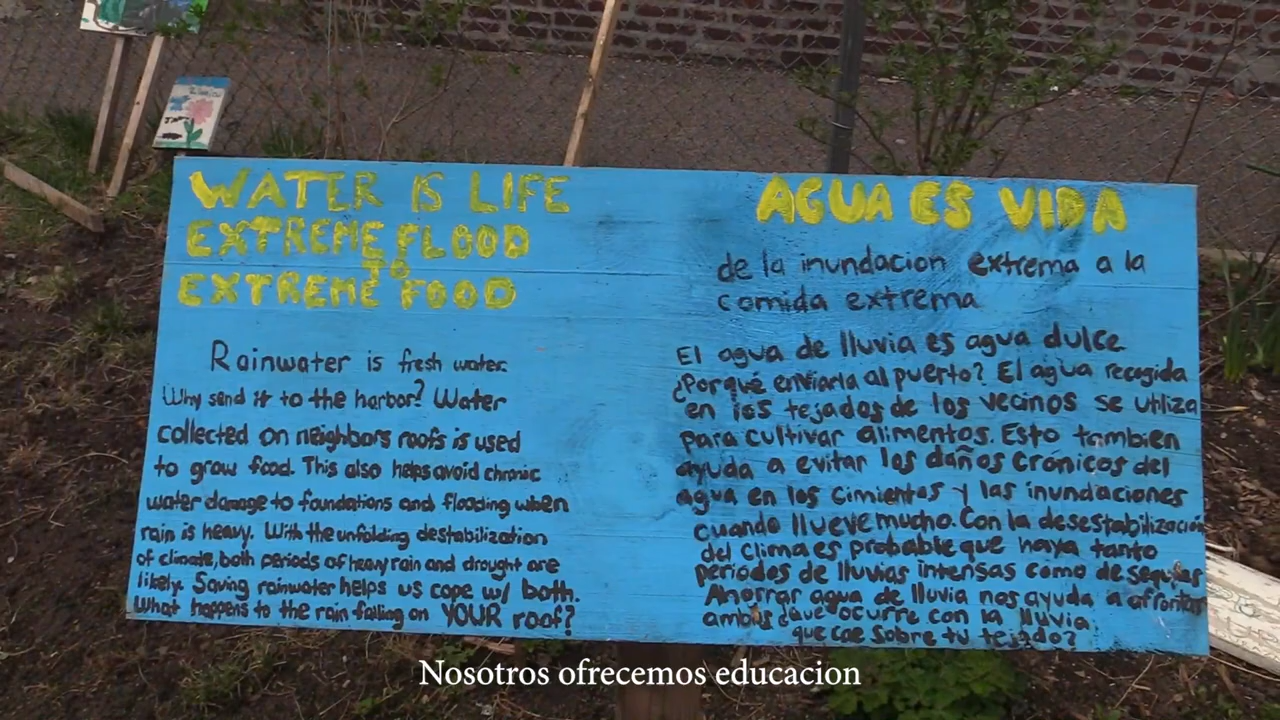 WATER IS LIFE
EXTREME FLOOD
TO
EXTREME FOOD
Rainwater is fresh water.
Why send it to the harbor? Water
collected on neighbors roofs is used
to grow food. This also helps avoid chronic
water damage to foundations and flooding when
rain is heavy. With the unfolding destabilization
of climate, both periods of heavy rain and drought are
likely. Saving rainwater helps us cope w/ both.
What happens to the rain falling on YOUR roof?
AGUA ES VIDA
de la inundacion extrema a la
comida extrema
El agua de lluvia es agua dulce
¿Porqué enviarla al puerto? El agua recogida
en los tejados de los vecinos se utiliza
para cultivar alimentos. Esto tambien
ayuda a evitar los daños crónicos del
agua en los cimientos y las inundaciones
cuando llueve mucho. Con la desestabilización
del clima es probable que haya tanto
periodos de lluvias intensas como de sequias
Ahorrar agua de lluvia nos ayuda a afrontar
ambos ¿que ocurre con la lluvia
que cae sobre tu tejado?
Nosotros ofrecemos educacion